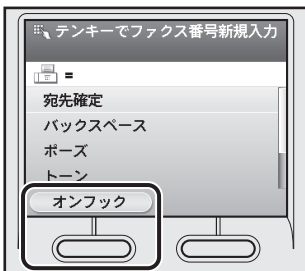 テンキーでファクス番号新規入力
=
宛先確定
バックスペース
ポーズ
トーン
オンフック